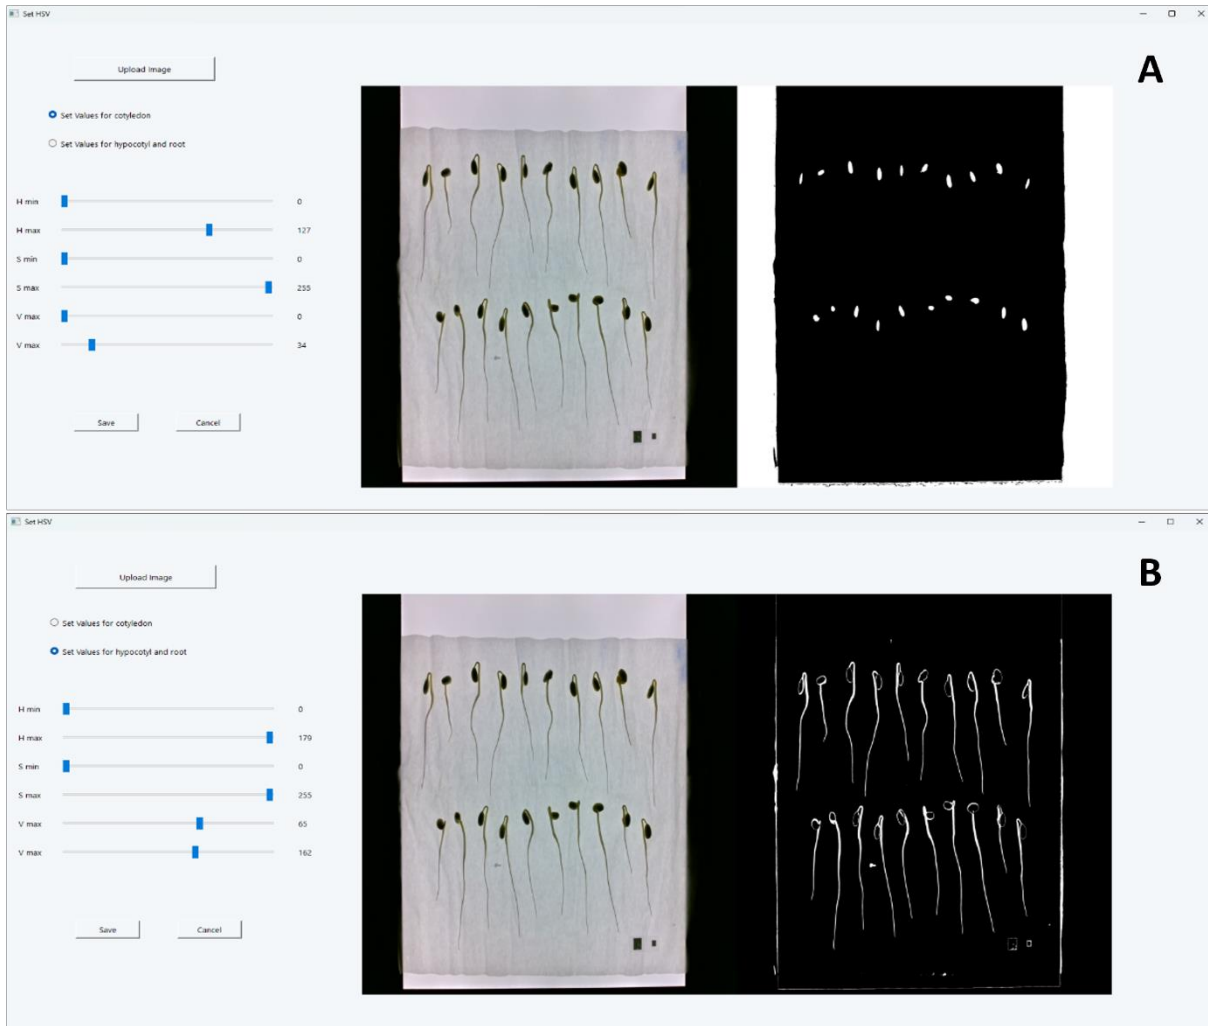 Set HSV
A
Upload Image
Set Values for cotyledon
Set Values for hypocotyl and root
H min 0
H max 127
S min 0
S max 255
V max 0
V max 34
Save Cancel
Set HSV
B
Upload Image
Set Values for cotyledon
Set Values for hypocotyl and root
H min 0
H max 179
S min 0
S max 255
V max 65
V max 162
Save Cancel